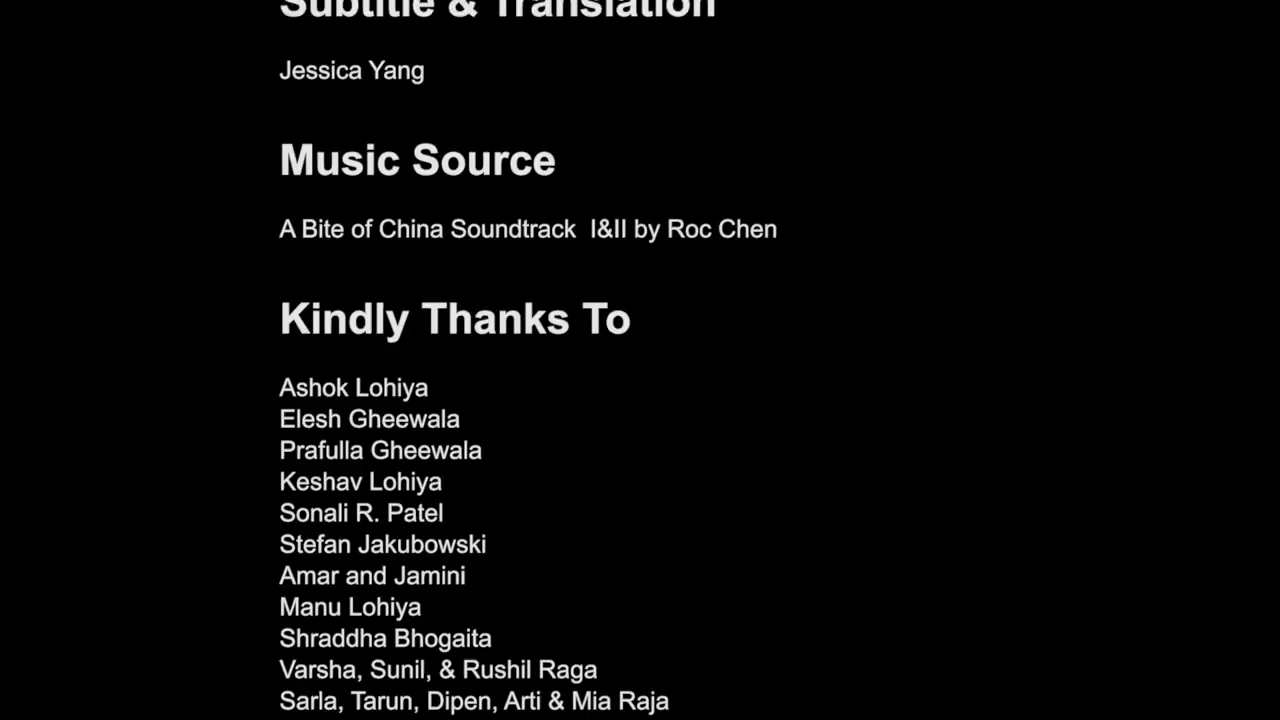 Subtitle & Translation
Jessica Yang
Music Source
A Bite of China Soundtrack  I&II by Roc Chen
Kindly Thanks To
Ashok Lohiya
Elesh Gheewala
Prafulla Gheewala
Keshav Lohiya
Sonali R. Patel
Stefan Jakubowski
Amar and Jamini
Manu Lohiya
Shraddha Bhogaita
Varsha, Sunil, & Rushil Raga
Sarla, Tarun, Dipen, Arti & Mia Raja